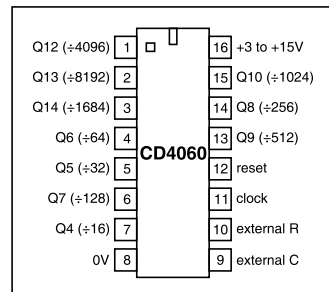 Q12 (÷4096) 1 16 +3 to +15V
Q13 (÷8192) 2 15 Q10 (÷1024)
Q14 (÷1684) 3 14 Q8 (÷256)
Q6 (÷64) 4 13 Q9 (÷512)
CD4060
Q5 (÷32) 5 12 reset
Q7 (÷128) 6 11 clock
Q4 (÷16) 7 10 external R
0V 8 9 external C